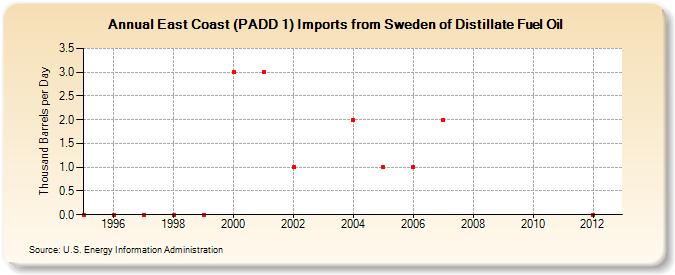 Annual East Coast (PADD 1) Imports from Sweden of Distillate Fuel Oil
Thousand Barrels per Day
3.5
3.0
2.5
2.0
1.5
1.0
0.5
0.0
1996 1998 2000 2002 2004 2006 2008 2010 2012
Source: U.S. Energy Information Administration